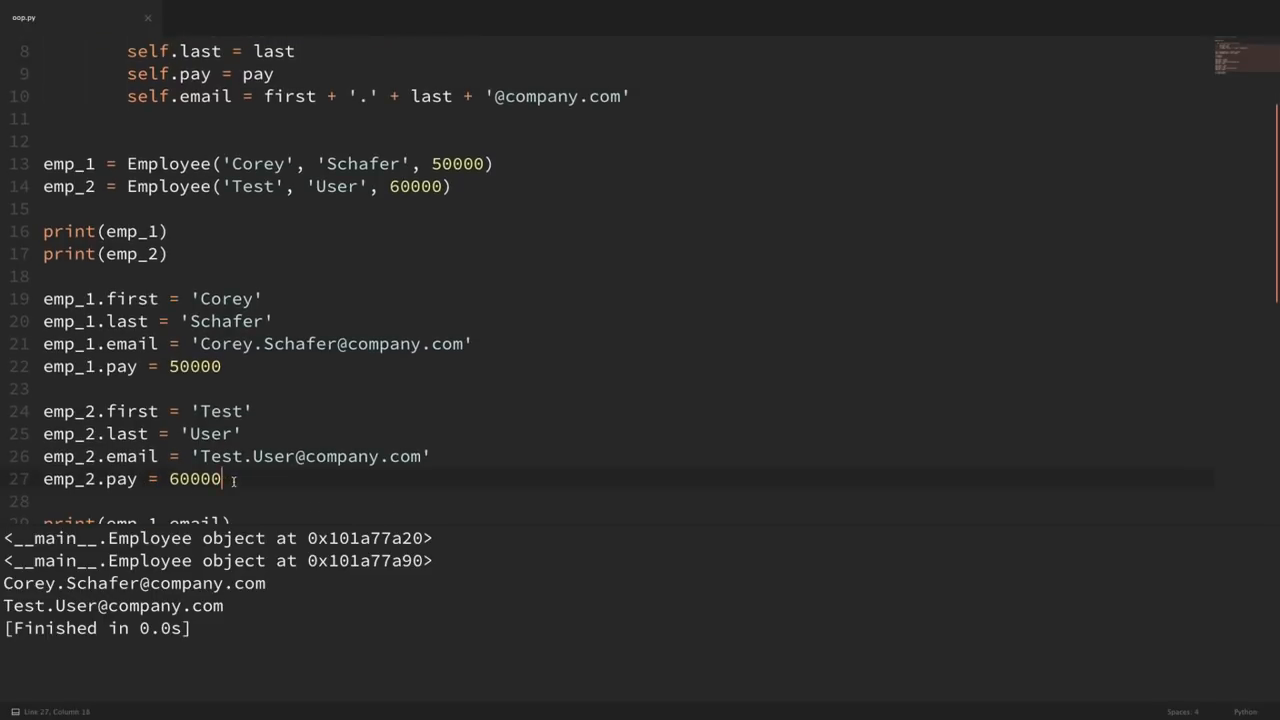 oop.py
8 self.last = last
9 self.pay = pay
10 self.email = first + '.' + last + '@company.com'
11
12
13 emp_1 = Employee('Corey', 'Schafer', 50000)
14 emp_2 = Employee('Test', 'User', 60000)
15
16 print(emp_1)
17 print(emp_2)
18
19 emp_1.first = 'Corey'
20 emp_1.last = 'Schafer'
21 emp_1.email = 'Corey.Schafer@company.com'
22 emp_1.pay = 50000
23
24 emp_2.first = 'Test'
25 emp_2.last = 'User'
26 emp_2.email = 'Test.User@company.com'
27 emp_2.pay = 60000
28
29 print(emp_1.email)
<__main__.Employee object at 0x101a77a20>
<__main__.Employee object at 0x101a77a90>
Corey.Schafer@company.com
Test.User@company.com
[Finished in 0.0s]
Line 27, Column 18
Spaces: 4
Python